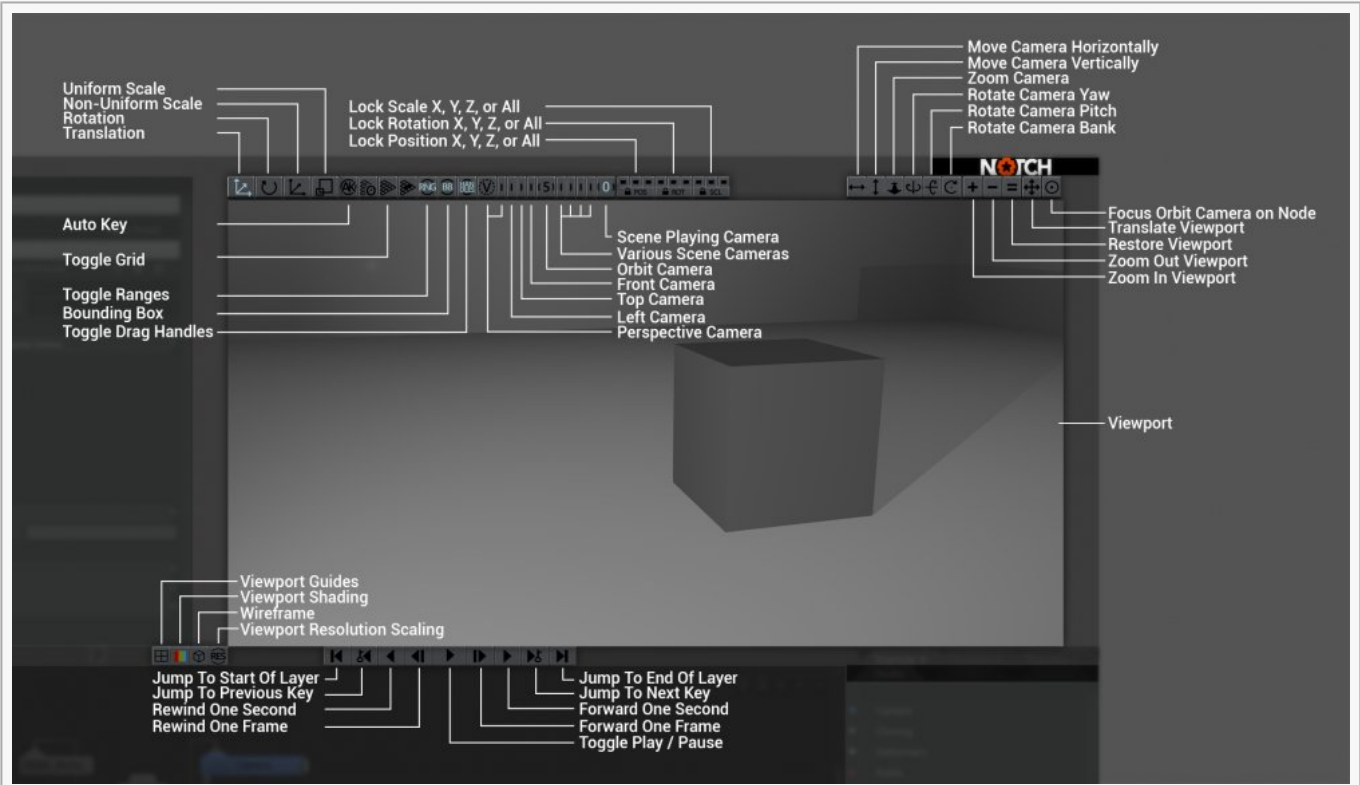 Uniform Scale
Non-Uniform Scale
Rotation
Translation
Lock Scale X, Y, Z, or All
Lock Rotation X, Y, Z, or All
Lock Position X, Y, Z, or All
Move Camera Horizontally
Move Camera Vertically
Zoom Camera
Rotate Camera Yaw
Rotate Camera Pitch
Rotate Camera Bank
NOTCH
AK
RNG
BB
V
5
0
POS
ROT
SCL
Auto Key
Toggle Grid
Toggle Ranges
Bounding Box
Toggle Drag Handles
Scene Playing Camera
Various Scene Cameras
Orbit Camera
Front Camera
Top Camera
Left Camera
Perspective Camera
Focus Orbit Camera on Node
Translate Viewport
Restore Viewport
Zoom Out Viewport
Zoom In Viewport
Viewport
Viewport Guides
Viewport Shading
Wireframe
Viewport Resolution Scaling
RES
Jump To Start Of Layer
Jump To Previous Key
Rewind One Second
Rewind One Frame
Jump To End Of Layer
Jump To Next Key
Forward One Second
Forward One Frame
Toggle Play / Pause